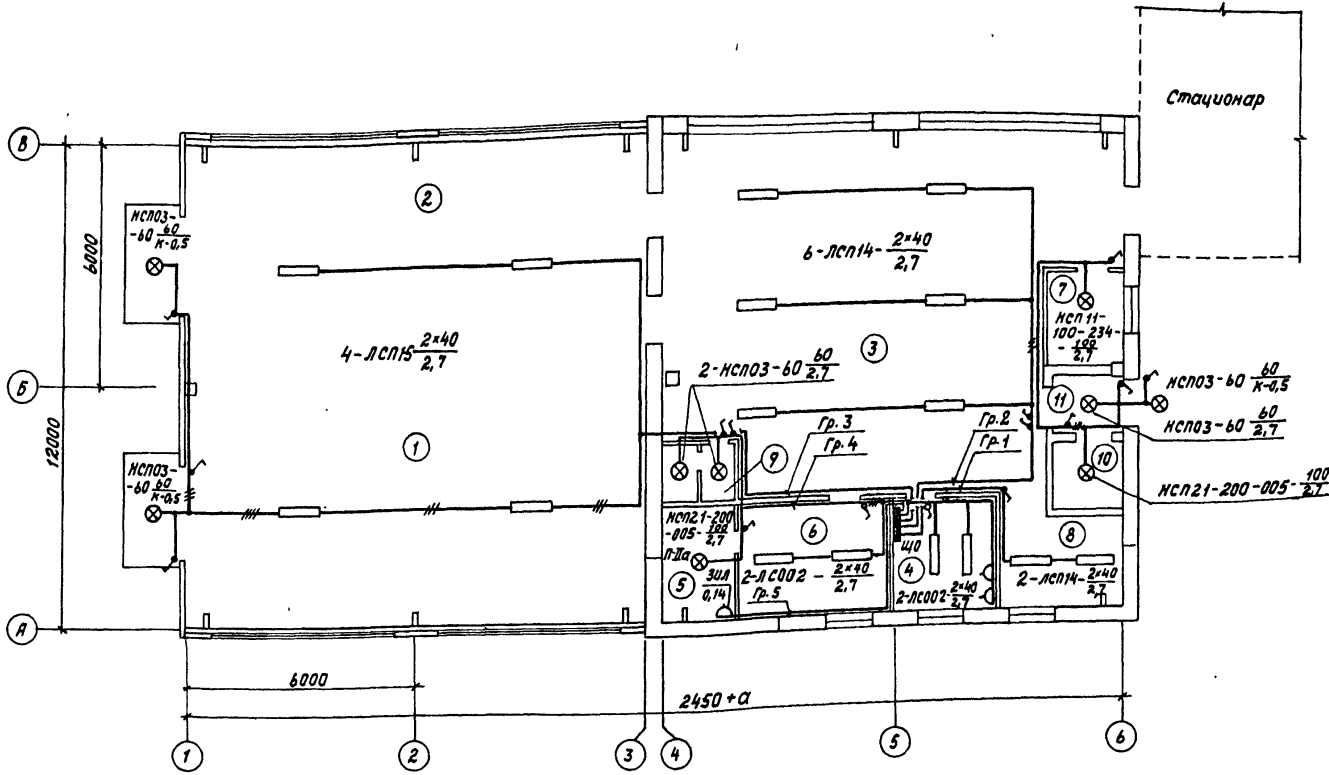 Стационар
В
2
НСП03-
-60 60/К-0,5
6000
12000
6-ЛСП14- 2×40/2,7
7
НСП11-
100-234-
- 100/2,7
4-ЛСП15 2×40/2,7
3
2-НСП03-60 60/2,7
Б
11
НСП03-60 60/К-0,5
НСП03-60 60/2,7
1
Гр.3
Гр.4
Гр.2
Гр.1
9
10
НСП03-
-60 60/К-0,5
НСП21-200-005- 100/2,7
НСП21-200
-005- 100/2,7
П-IIа
6
ЩО
8
5
ЗИЛ
0,14
2-ЛСО02 - 2×40/2,7
4
2-ЛСО02- 2×40/2,7
2-ЛСП14- 2×40/2,7
Гр.5
А
6000
2450+а
1
2
3
4
5
6